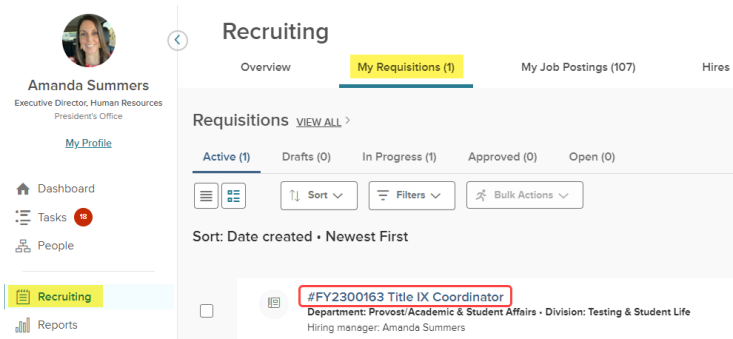 Recruiting
Overview
My Requisitions (1)
My Job Postings (107)
Hires
Amanda Summers
Executive Director, Human Resources
President's Office
My Profile
Dashboard
Tasks 18
People
Recruiting
Reports
Requisitions VIEW ALL
Active (1)
Drafts (0)
In Progress (1)
Approved (0)
Open (0)
Sort
Filters
Bulk Actions
Sort: Date created • Newest First
#FY2300163 Title IX Coordinator
Department: Provost/Academic & Student Affairs • Division: Testing & Student Life
Hiring manager: Amanda Summers